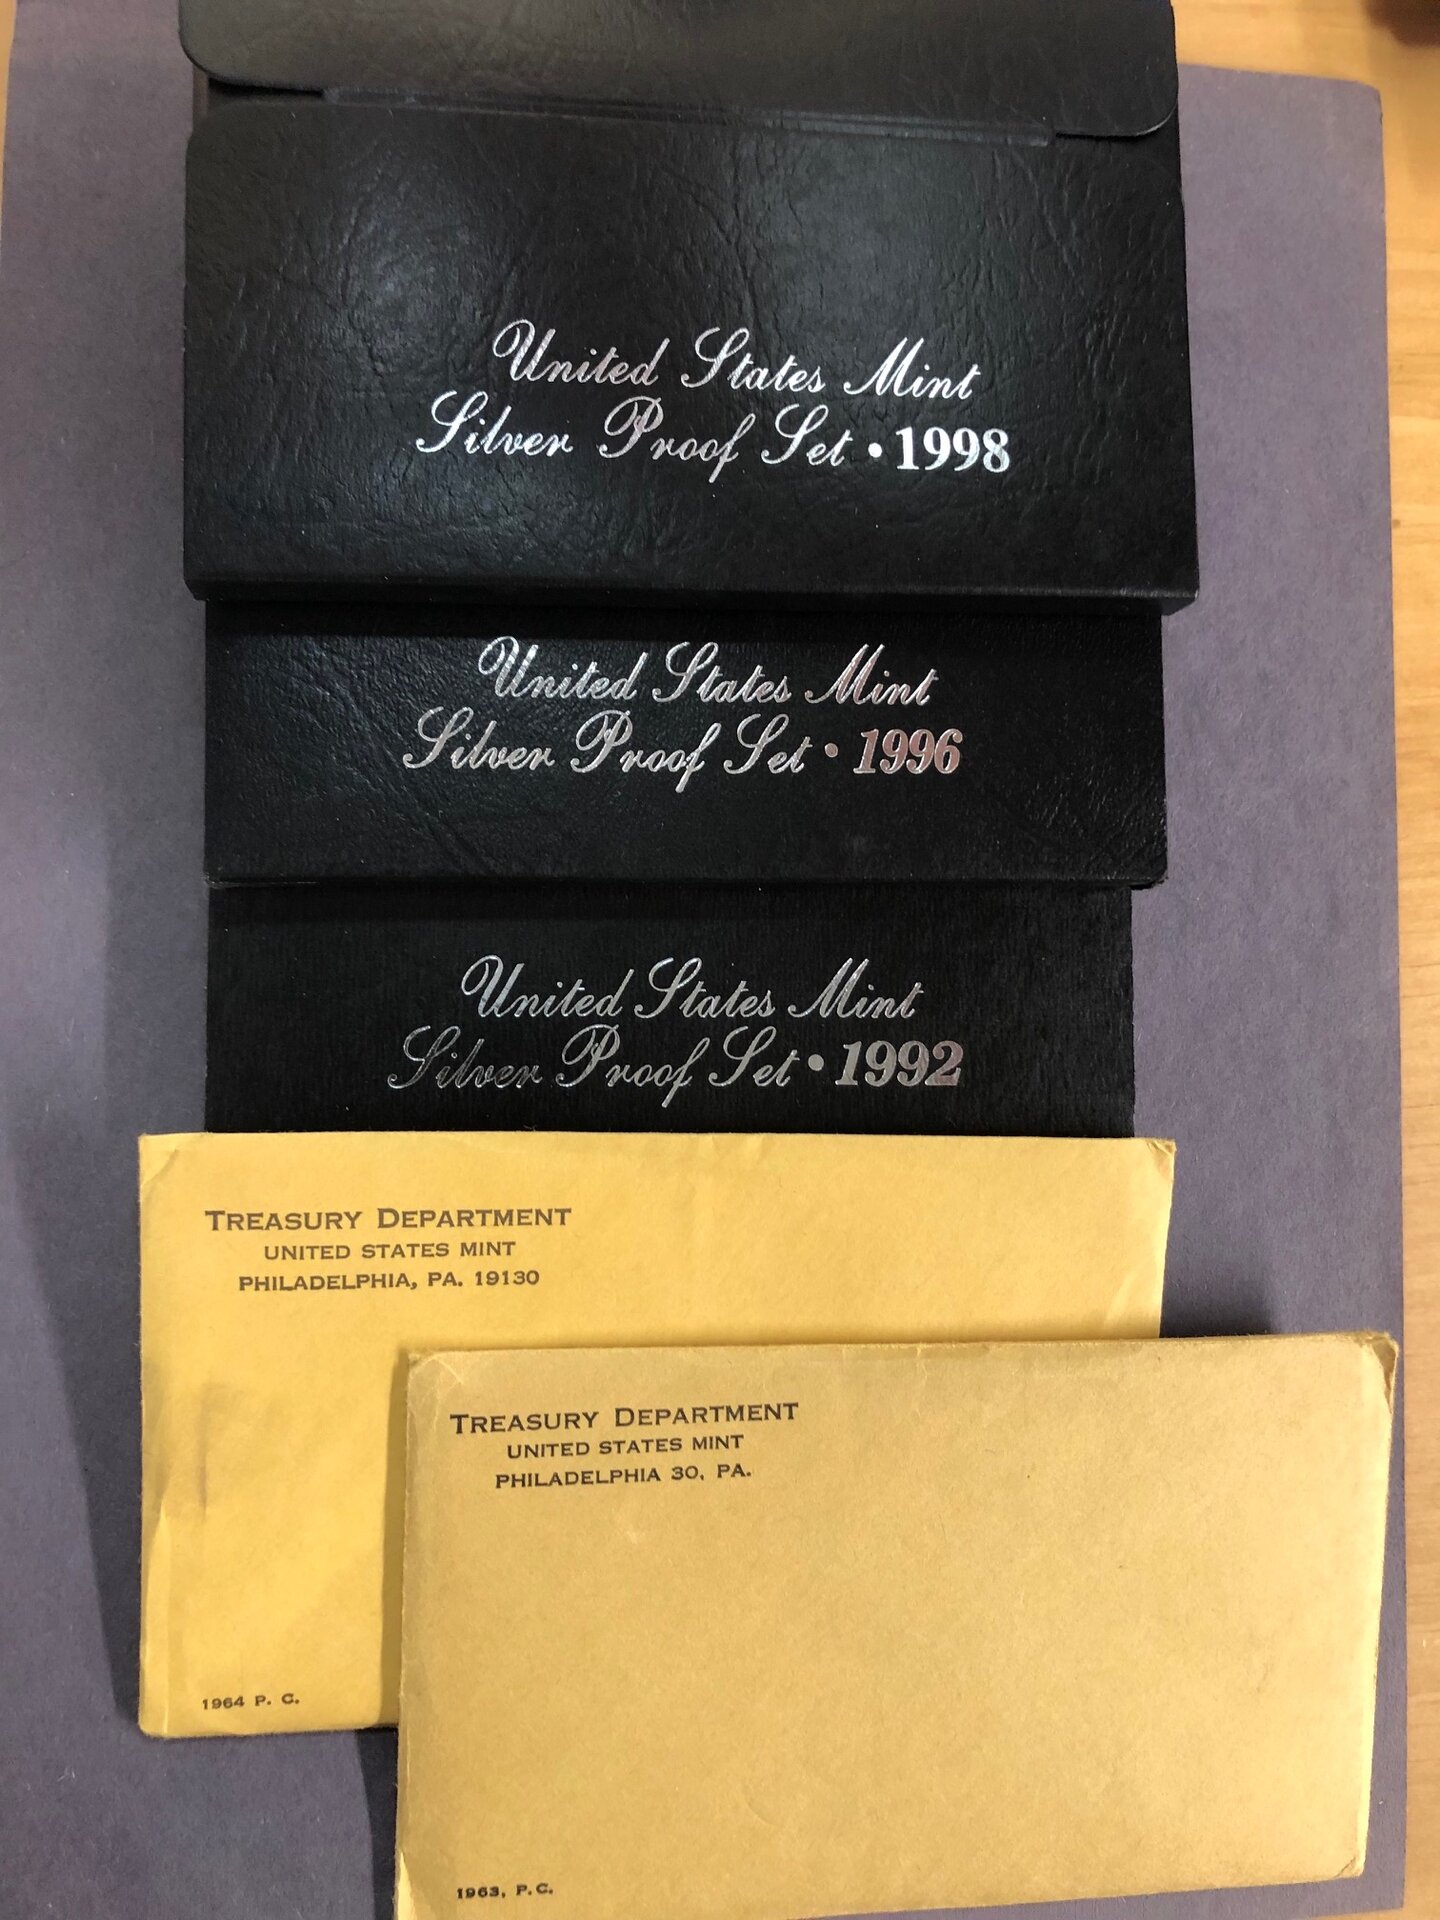 United States Mint
Silver Proof Set • 1998
United States Mint
Silver Proof Set • 1996
United States Mint
Silver Proof Set • 1992
TREASURY DEPARTMENT
UNITED STATES MINT
PHILADELPHIA, PA. 19130
1964 P. C.
TREASURY DEPARTMENT
UNITED STATES MINT
PHILADELPHIA 30, PA.
1963, P. C.